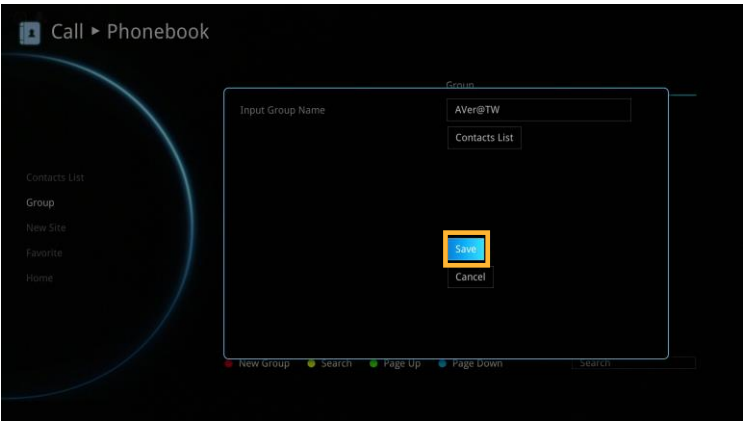 Call ▸ Phonebook
Group
Input Group Name
AVer@TW
Contacts List
Contacts List
Group
New Site
Favorite
Home
Save
Cancel
New Group Search Page Up Page Down Search